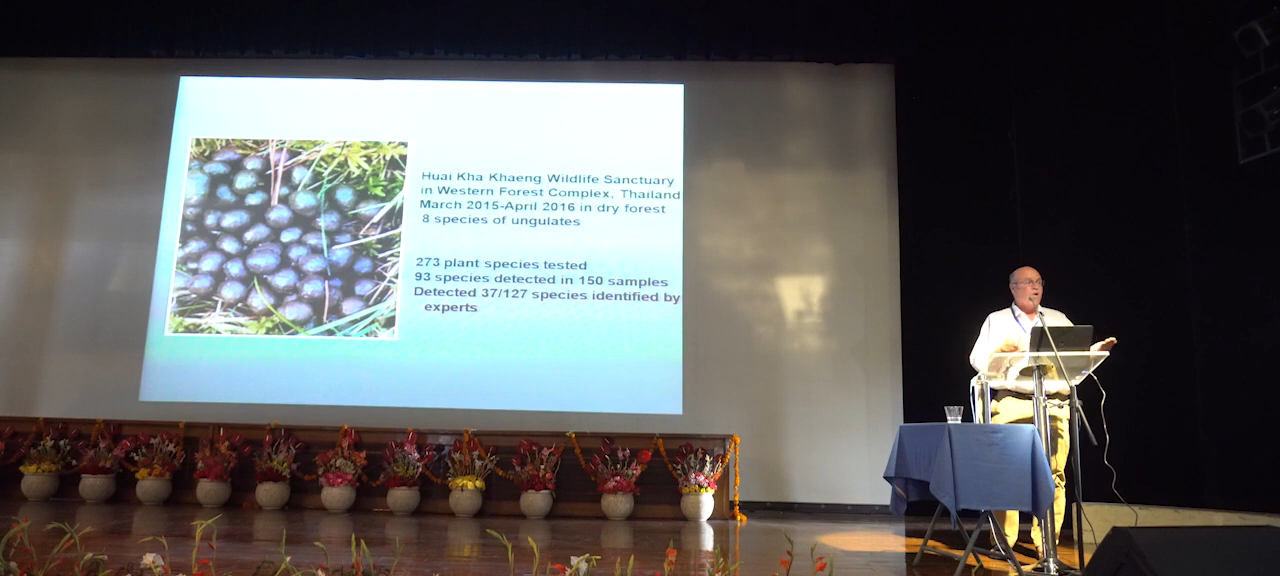 Huai Kha Khaeng Wildlife Sanctuary
in Western Forest Complex, Thailand
March 2015-April 2016 in dry forest
8 species of ungulates
273 plant species tested
93 species detected in 150 samples
Detected 37/127 species identified by
experts